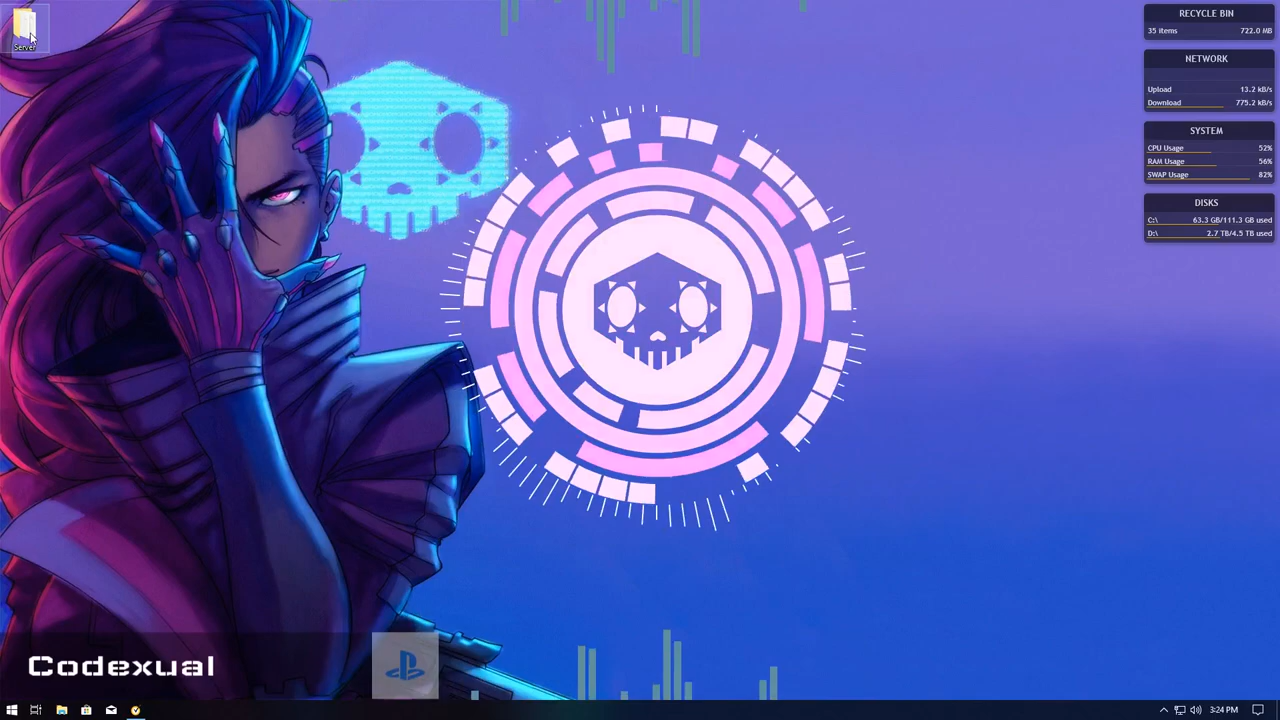 Server
RECYCLE BIN
35 items 722.0 MB
NETWORK
Upload 13.2 kB/s
Download 775.2 kB/s
SYSTEM
CPU Usage 52%
RAM Usage 56%
SWAP Usage 82%
DISKS
C:\ 63.3 GB/111.3 GB used
D:\ 2.7 TB/4.5 TB used
Codexual
3:24 PM